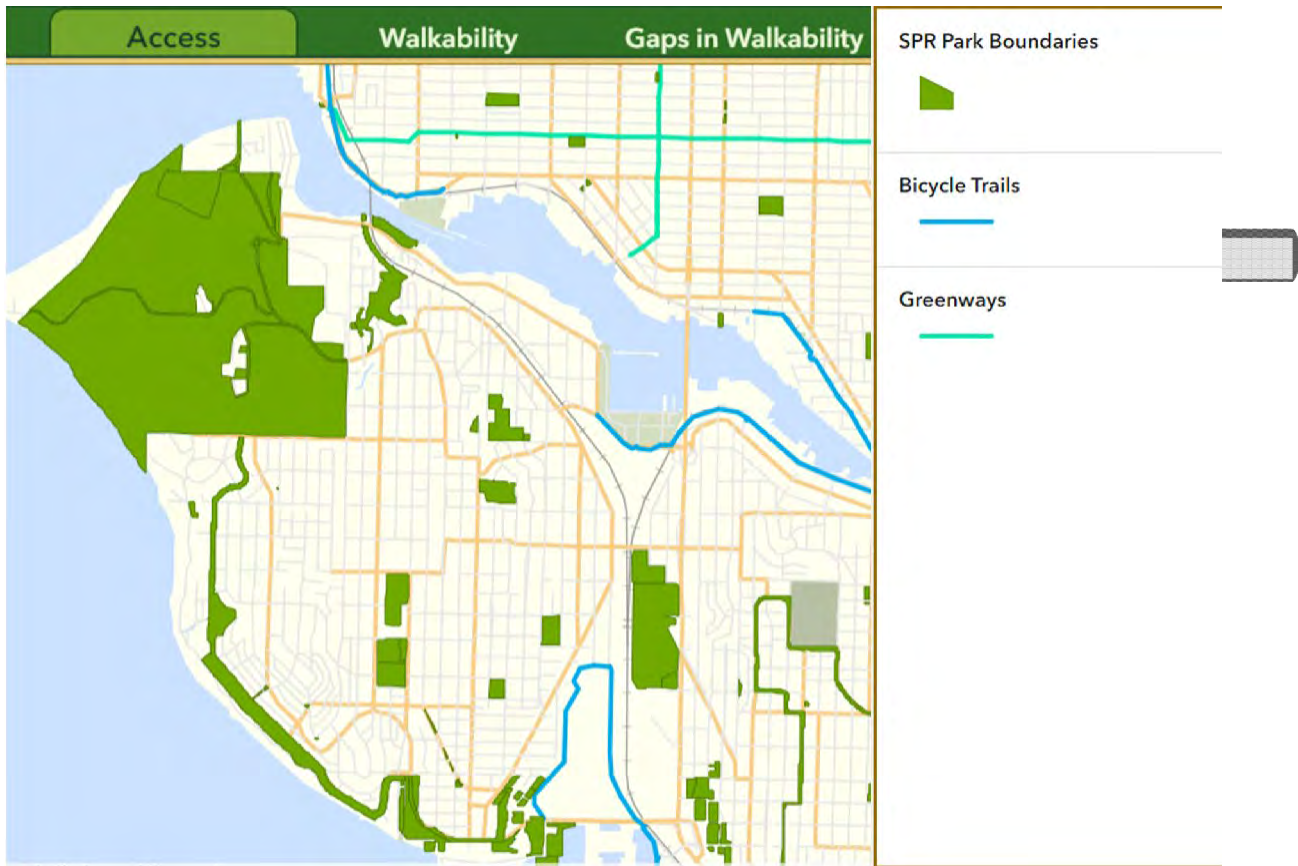 Access
Walkability
Gaps in Walkability
SPR Park Boundaries
Bicycle Trails
Greenways